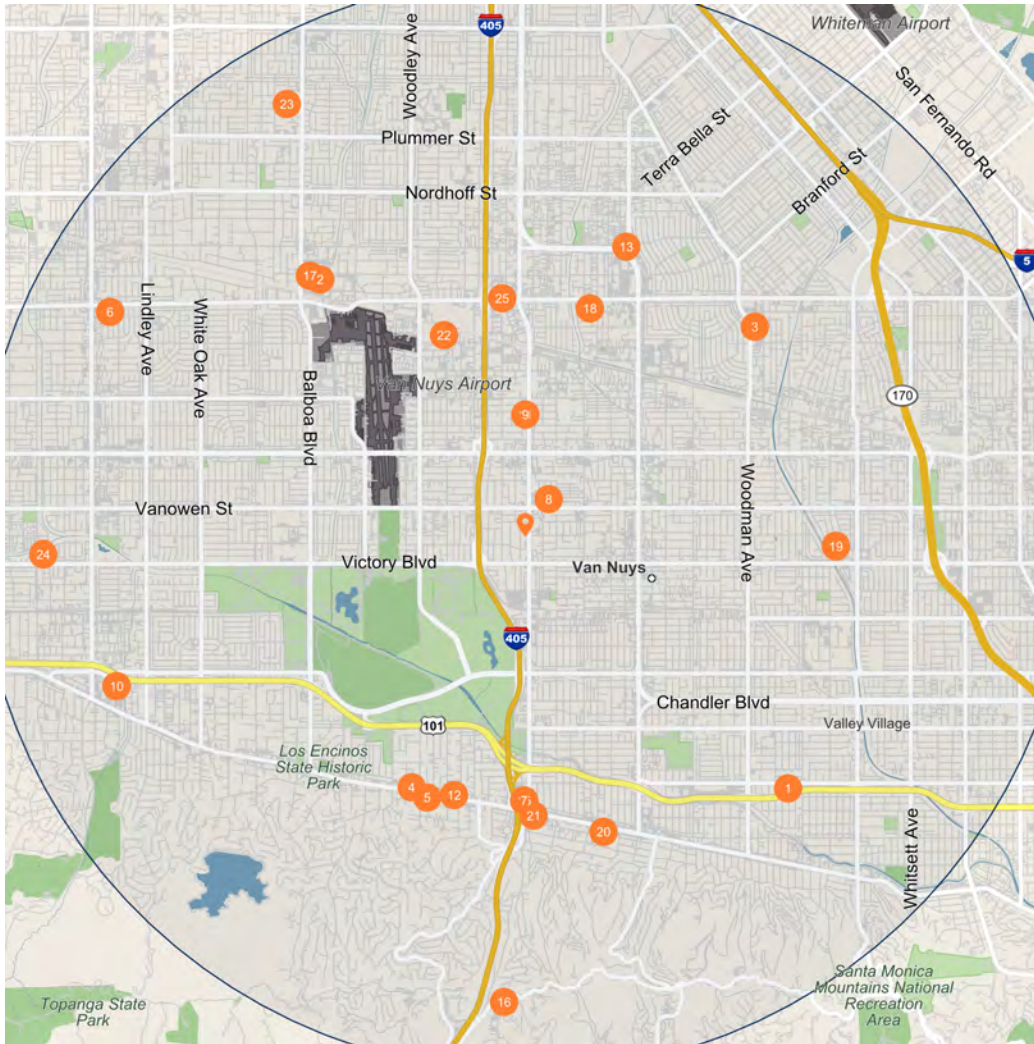 Whiteman Airport
405
Woodley Ave
San Fernando Rd
23
Plummer St
Terra Bella St
Branford St
Nordhoff St
13
5
17
2
25
6
18
3
Lindley Ave
White Oak Ave
22
Van Nuys Airport
Balboa Blvd
170
9
8
Vanowen St
Woodman Ave
19
24
Victory Blvd
Van Nuys
405
10
Chandler Blvd
101
Valley Village
Los Encinos
State Historic
Park
4
5
12
7
1
21
20
Whitsett Ave
Santa Monica
Mountains National
Recreation
Area
Topanga State
Park
16